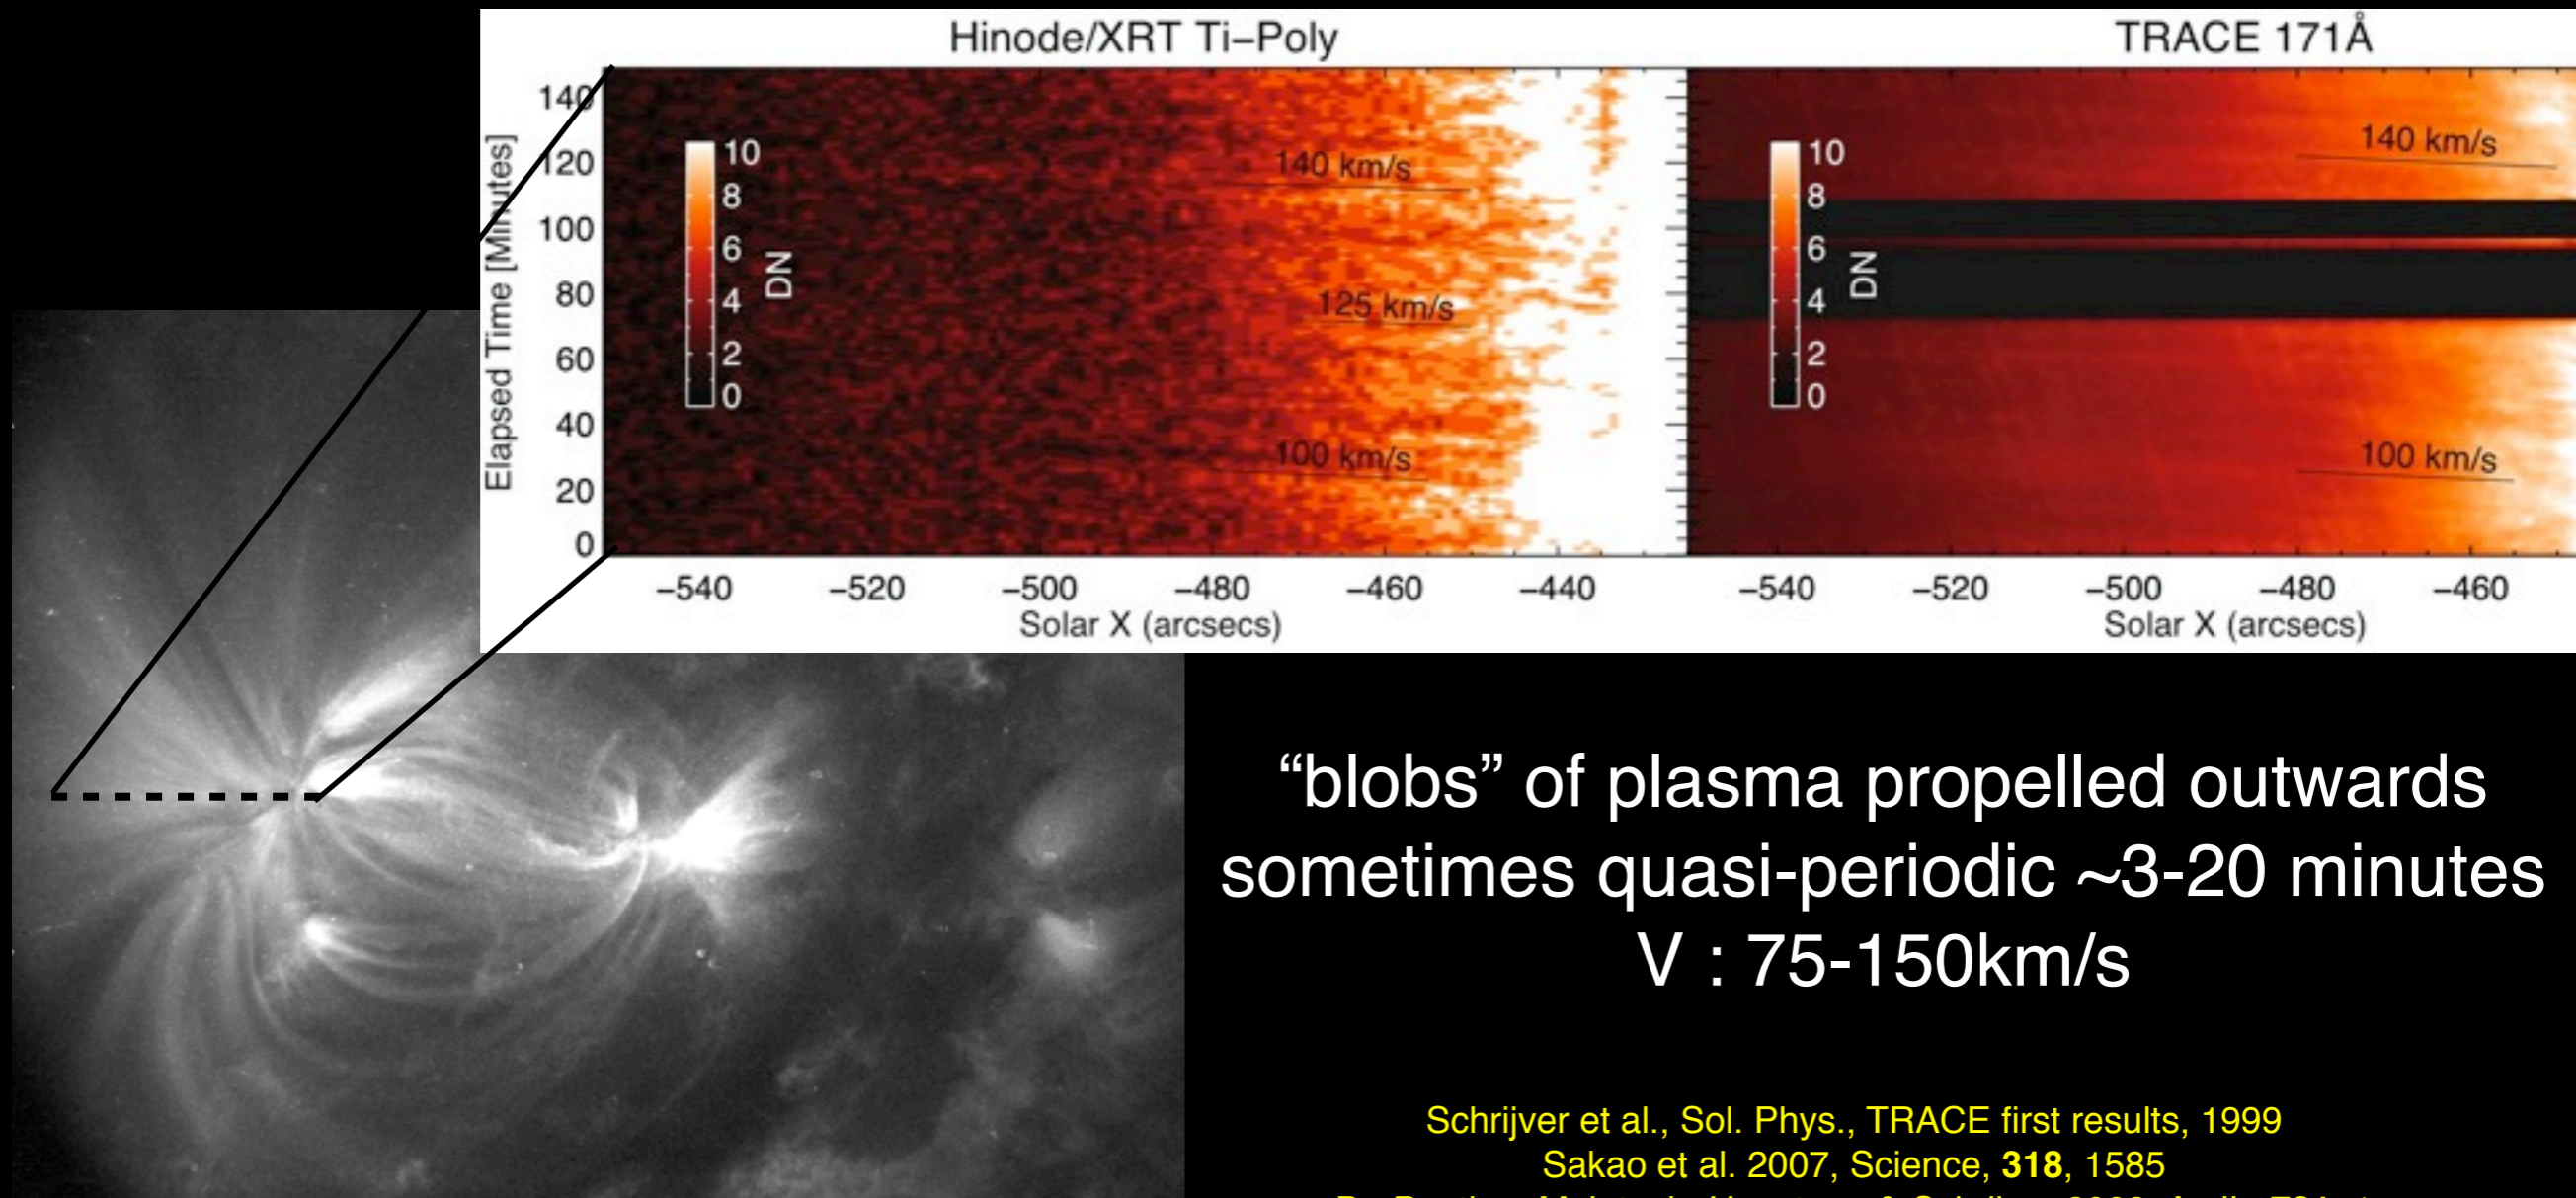 Hinode/XRT Ti–Poly
TRACE 171Å
Elapsed Time [Minutes]
140
120
100
80
60
40
20
0
10
8
6
4
2
0
DN
140 km/s
125 km/s
100 km/s
−540 −520 −500 −480 −460 −440
Solar X (arcsecs)
10
8
6
4
2
0
DN
140 km/s
100 km/s
−540 −520 −500 −480 −460
Solar X (arcsecs)
“blobs” of plasma propelled outwards
sometimes quasi-periodic ~3-20 minutes
V : 75-150km/s
Schrijver et al., Sol. Phys., TRACE first results, 1999
Sakao et al. 2007, Science, 318, 1585